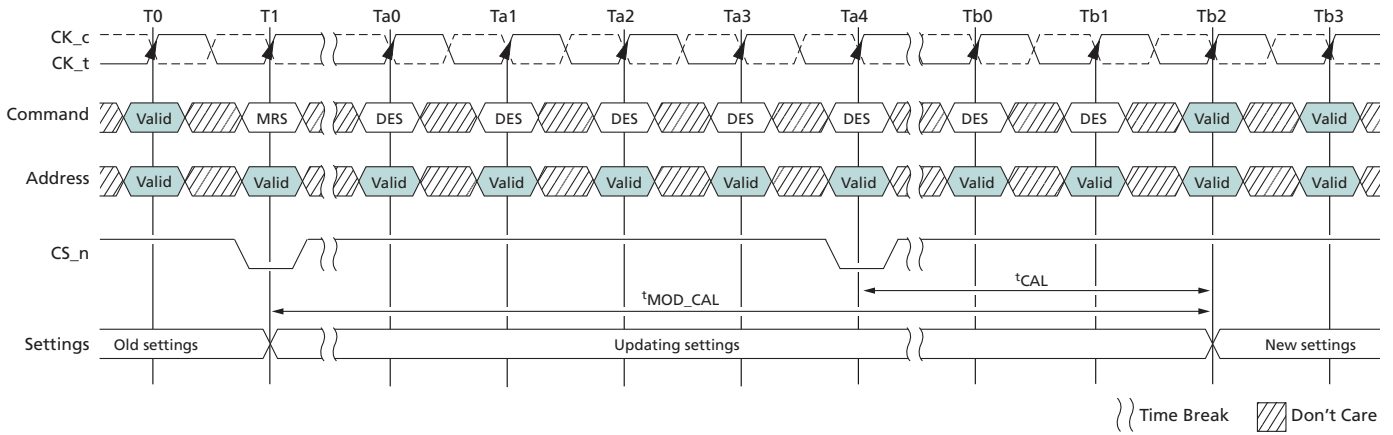 T0 T1 Ta0 Ta1 Ta2 Ta3 Ta4 Tb0 Tb1 Tb2 Tb3
CK_c
CK_t
Command Valid MRS DES DES DES DES DES DES DES Valid Valid
Address Valid Valid Valid Valid Valid Valid Valid Valid Valid Valid Valid
CS_n
tCAL
tMOD_CAL
Settings Old settings Updating settings New settings
Time Break Don't Care